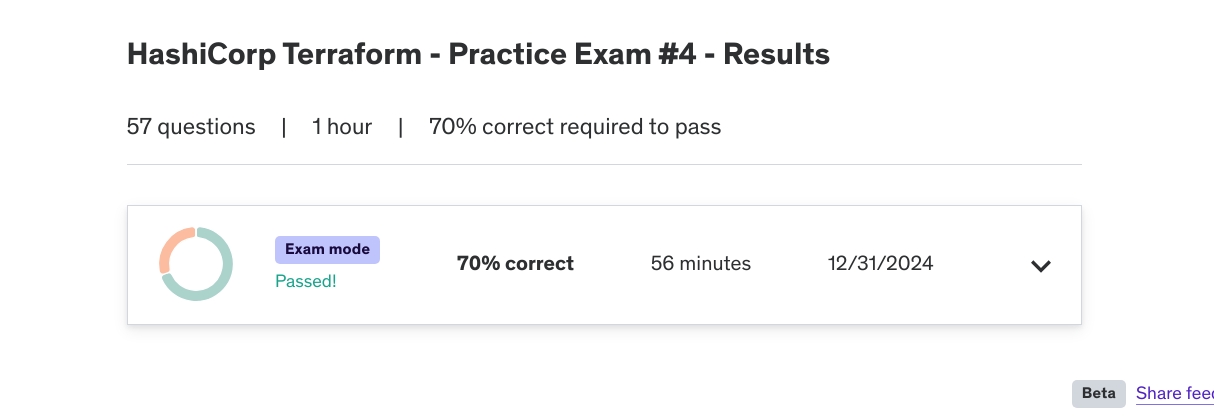 HashiCorp Terraform - Practice Exam #4 - Results
57 questions | 1 hour | 70% correct required to pass
Exam mode
Passed!
70% correct
56 minutes
12/31/2024
Beta
Share